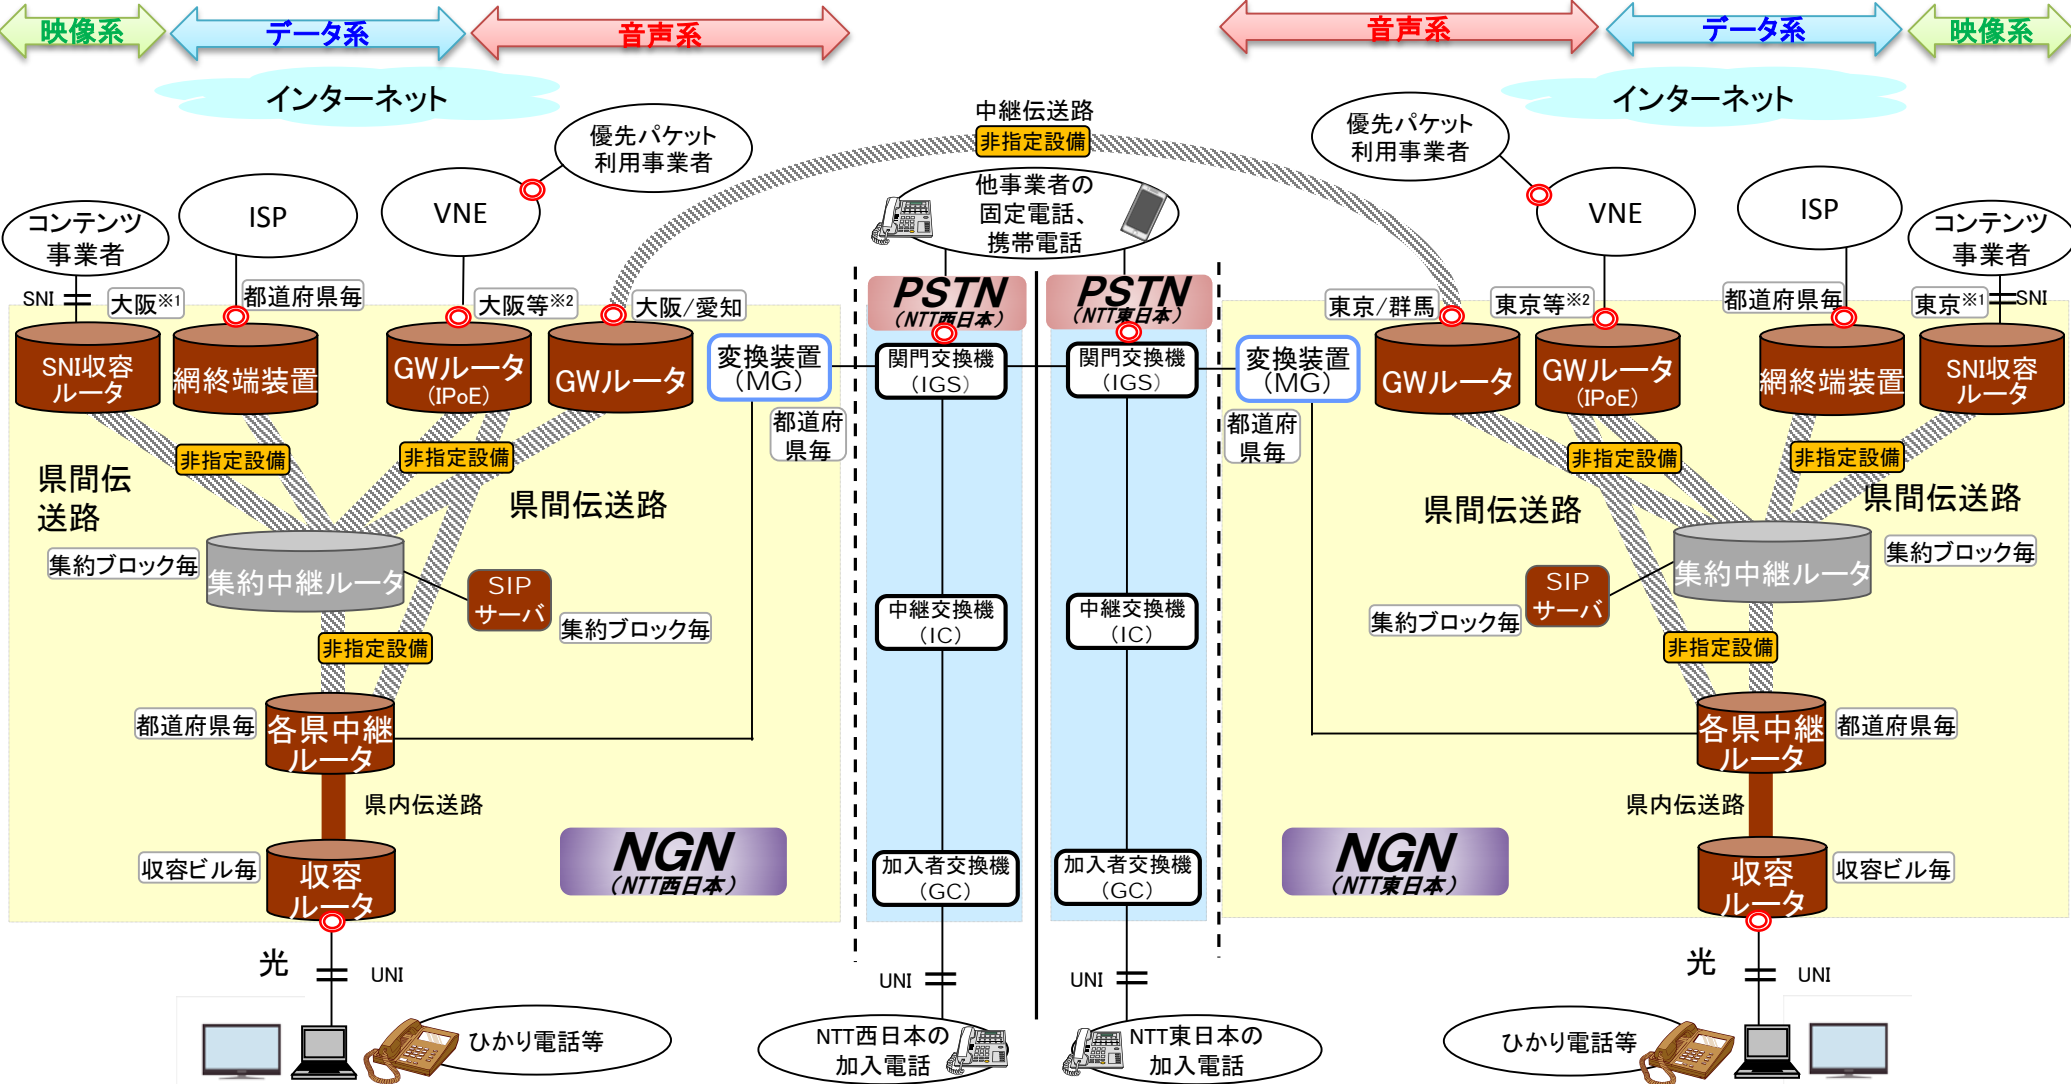 映像系
データ系
音声系
音声系
データ系
映像系
インターネット
インターネット
中継伝送路
非指定設備
優先パケット
利用事業者
優先パケット
利用事業者
コンテンツ
事業者
ISP
VNE
他事業者の
固定電話、
携帯電話
VNE
ISP
コンテンツ
事業者
SNI
大阪※1
都道府県毎
大阪等※2
大阪/愛知
PSTN
(NTT西日本)
PSTN
(NTT東日本)
東京/群馬
東京等※2
都道府県毎
東京※1
SNI
SNI収容
ルータ
網終端装置
GWルータ
(IPoE)
GWルータ
変換装置
(MG)
都道府
県毎
関門交換機
(IGS)
関門交換機
(IGS)
変換装置
(MG)
都道府
県毎
GWルータ
GWルータ
(IPoE)
網終端装置
SNI収容
ルータ
非指定設備
非指定設備
非指定設備
非指定設備
県間伝
送路
県間伝送路
県間伝送路
県間伝送路
集約ブロック毎
集約中継ルータ
SIP
サーバ
集約ブロック毎
非指定設備
中継交換機
(IC)
中継交換機
(IC)
集約中継ルータ
集約ブロック毎
SIP
サーバ
集約ブロック毎
非指定設備
都道府県毎
各県中継
ルータ
各県中継
ルータ
都道府県毎
県内伝送路
県内伝送路
収容ビル毎
収容
ルータ
NGN
(NTT西日本)
加入者交換機
(GC)
加入者交換機
(GC)
NGN
(NTT東日本)
収容
ルータ
収容ビル毎
光
UNI
UNI
UNI
光
UNI
ひかり電話等
NTT西日本の
加入電話
NTT東日本の
加入電話
ひかり電話等